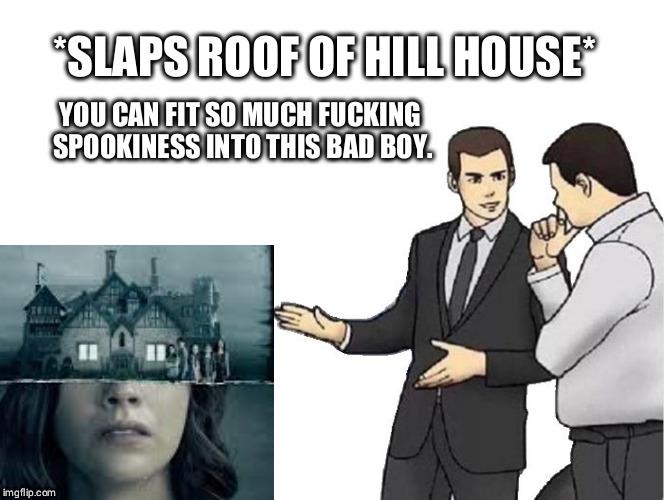 *SLAPS ROOF OF HILL HOUSE*
YOU CAN FIT SO MUCH FUCKING
SPOOKINESS INTO THIS BAD BOY.
imgflip.com